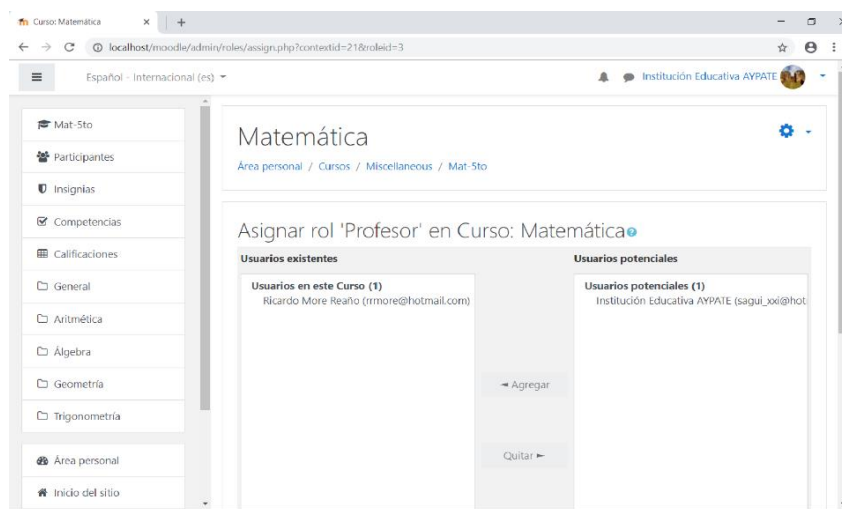 Curso: Matemática
localhost/moodle/admin/roles/assign.php?contextid=21&roleid=3
Español - Internacional (es)
Institución Educativa AYPATE
Mat-5to
Participantes
Insignias
Competencias
Calificaciones
General
Aritmética
Álgebra
Geometría
Trigonometría
Área personal
Inicio del sitio
Matemática
Área personal / Cursos / Miscellaneous / Mat-5to
Asignar rol 'Profesor' en Curso: Matemática
Usuarios existentes
Usuarios en este Curso (1)
Ricardo More Reaño (rrmore@hotmail.com)
◄ Agregar
Quitar ►
Usuarios potenciales
Usuarios potenciales (1)
Institución Educativa AYPATE (sagui_xxi@hot